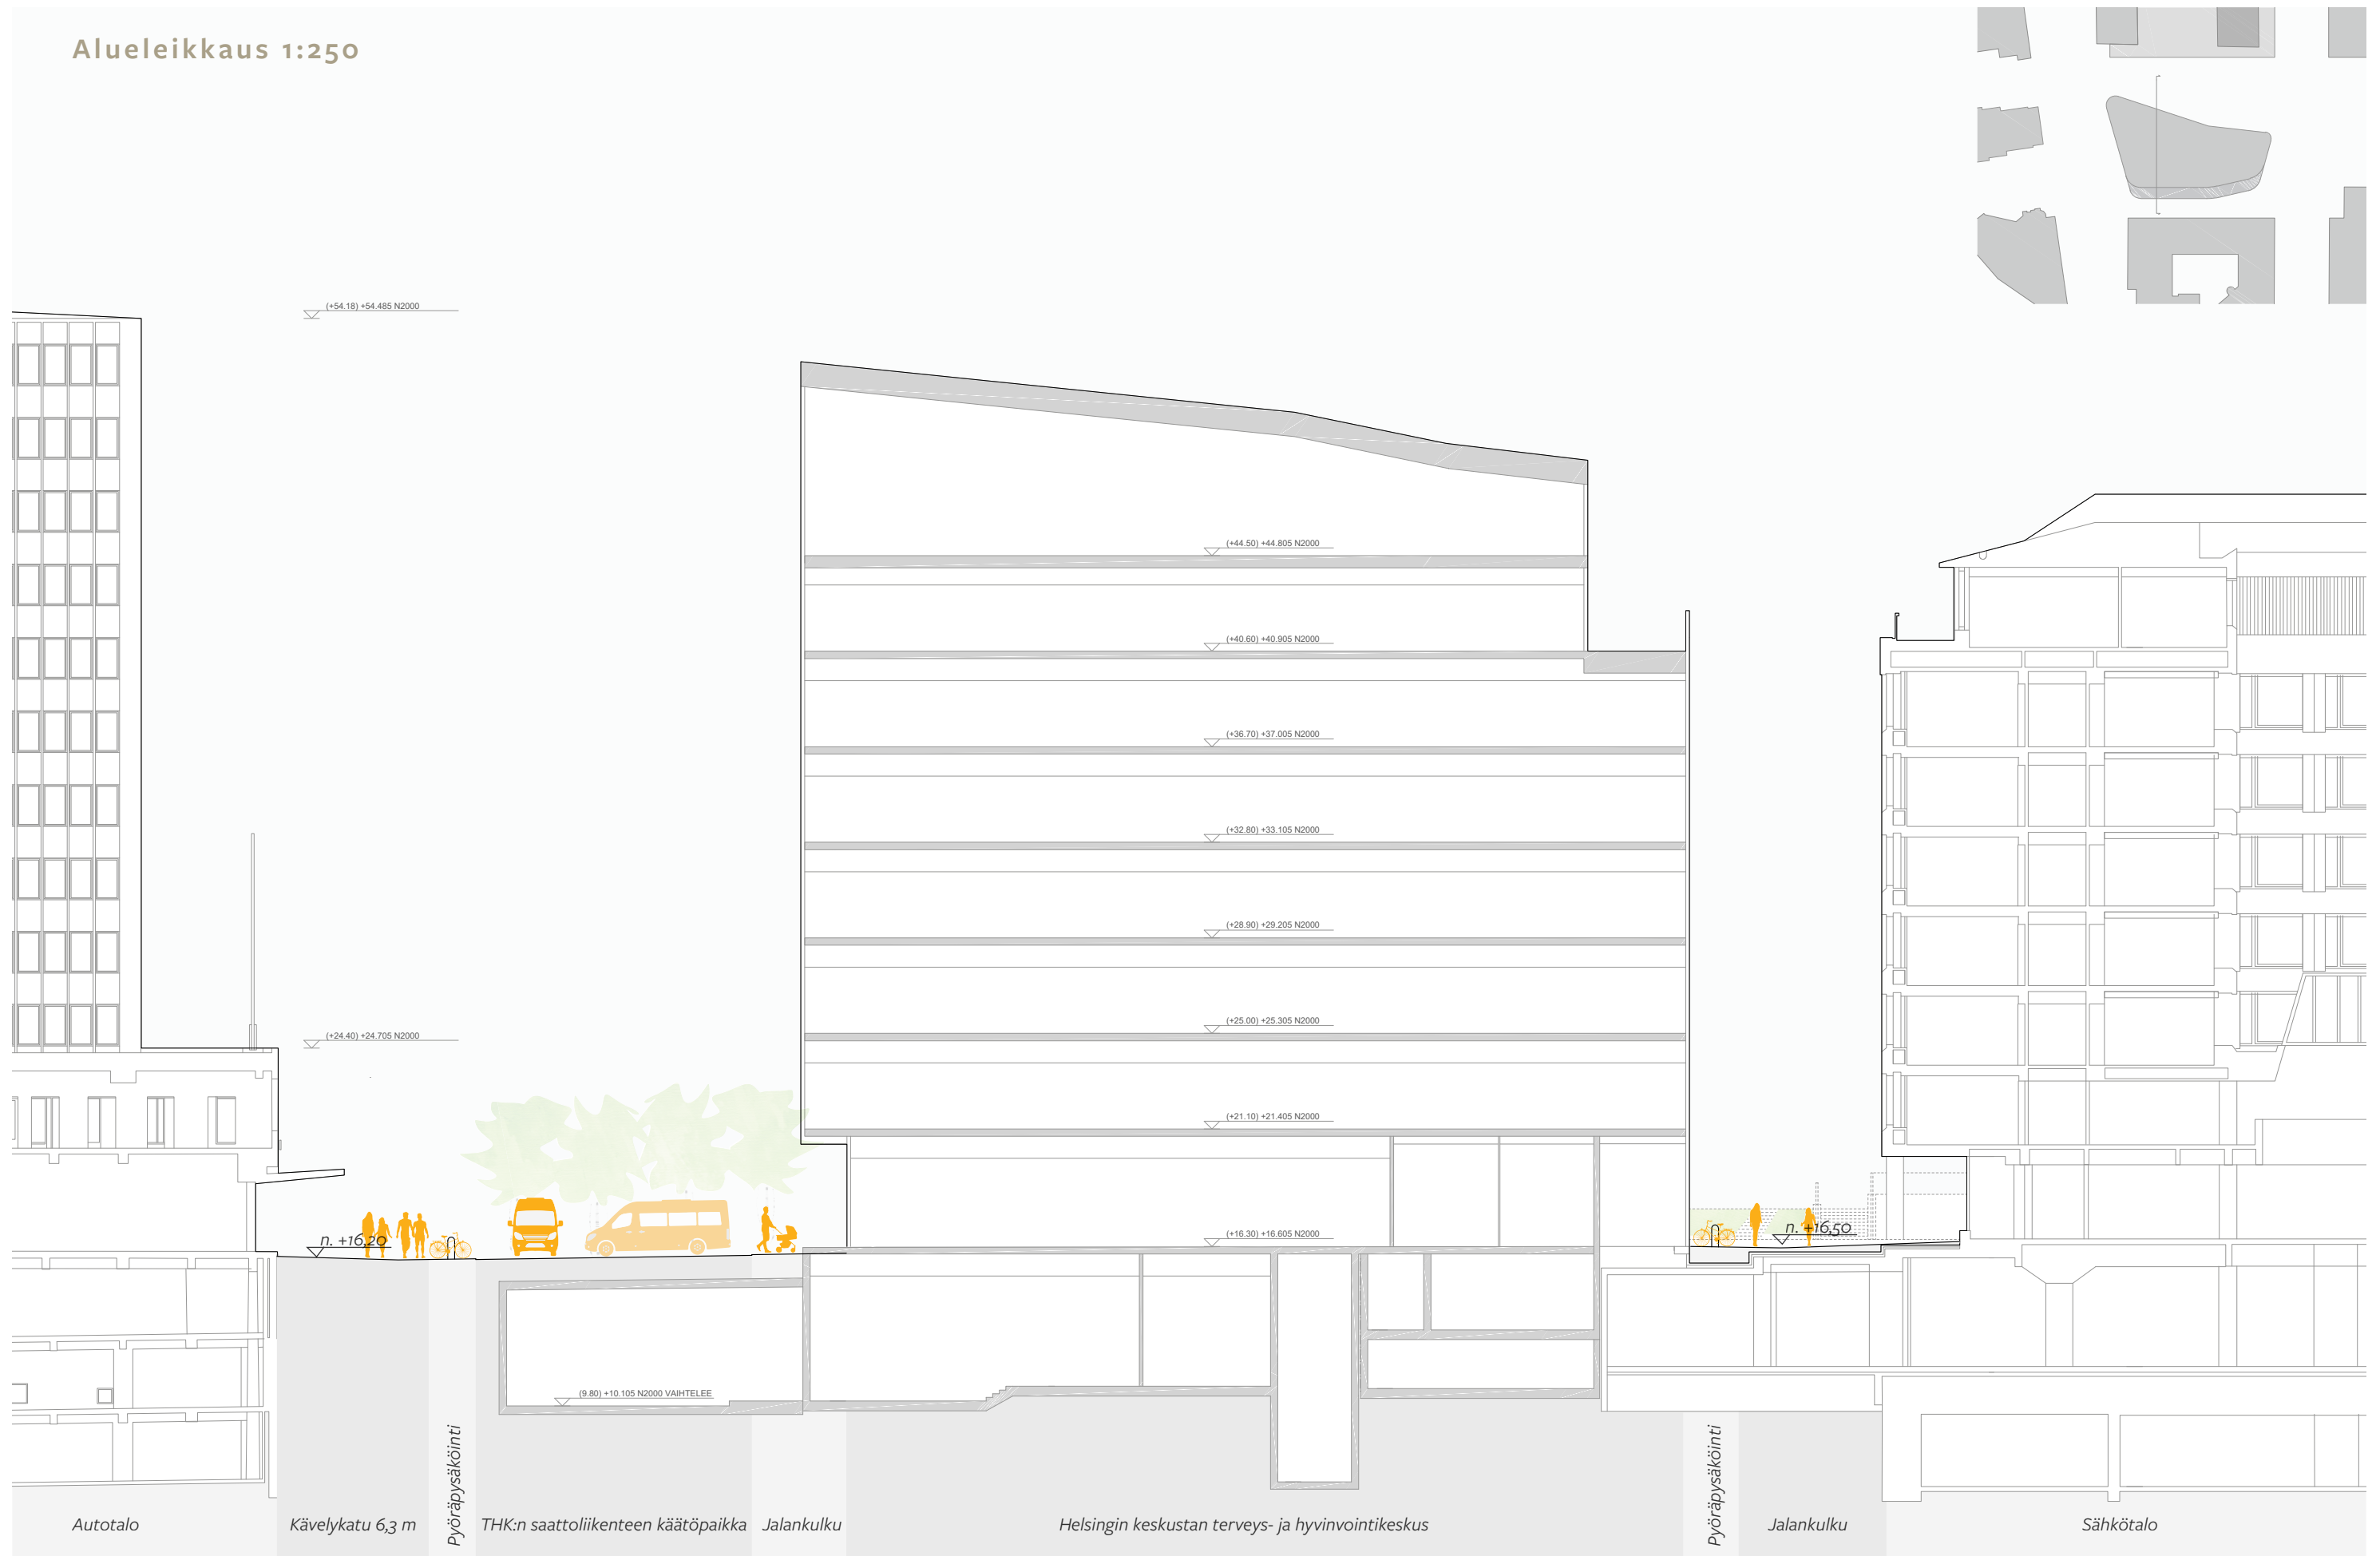 Alueleikkaus 1:250
(+54.18) +54.485 N2000
(+44.50) +44.805 N2000
(+40.60) +40.905 N2000
(+36.70) +37.005 N2000
(+32.80) +33.105 N2000
(+28.90) +29.205 N2000
(+25.00) +25.305 N2000
(+24.40) +24.705 N2000
(+21.10) +21.405 N2000
n. +16,20
(+16.30) +16.605 N2000
n. +16,50
(9.80) +10.105 N2000 VAIHTELEE
Autotalo
Kävelykatu 6,3 m
Pyöräpysäköinti
THK:n saattoliikenteen käätöpaikka
Jalankulku
Helsingin keskustan terveys- ja hyvinvointikeskus
Pyöräpysäköinti
Jalankulku
Sähkötalo